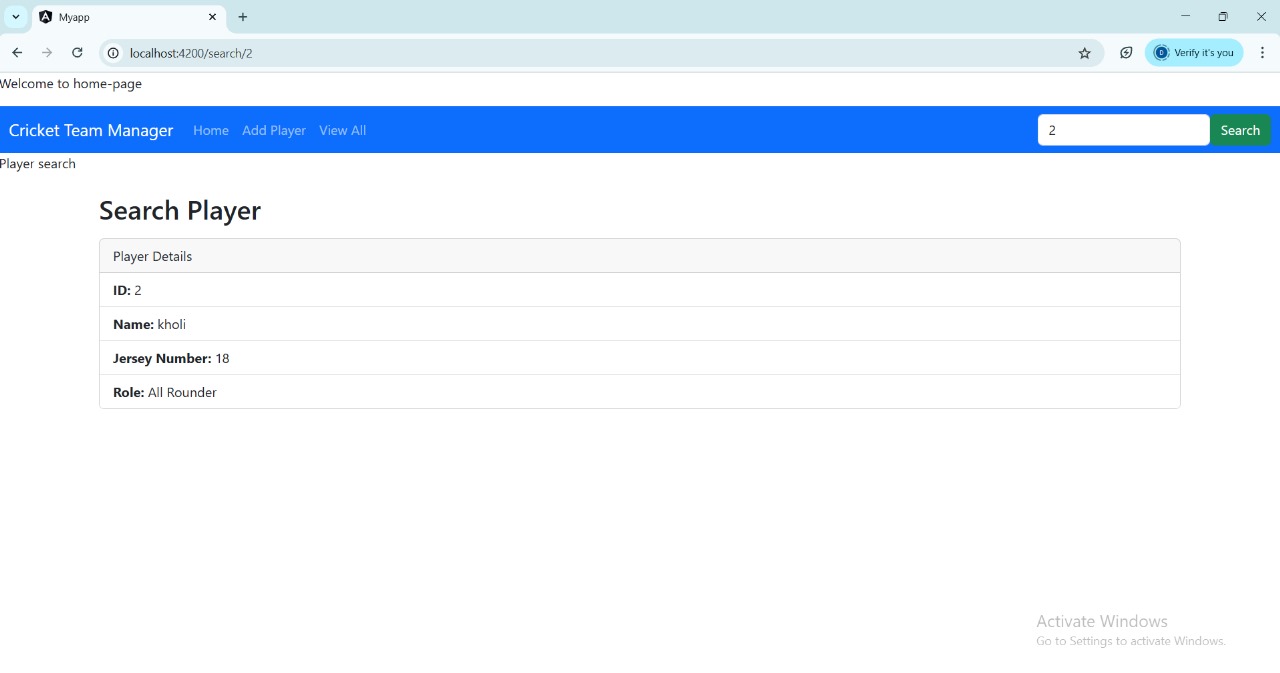 Myapp
localhost:4200/search/2
Verify it's you
Welcome to home-page
Cricket Team Manager Home Add Player View All 2 Search
Player search
Search Player
Player Details
ID: 2
Name: kholi
Jersey Number: 18
Role: All Rounder
Activate Windows
Go to Settings to activate Windows.